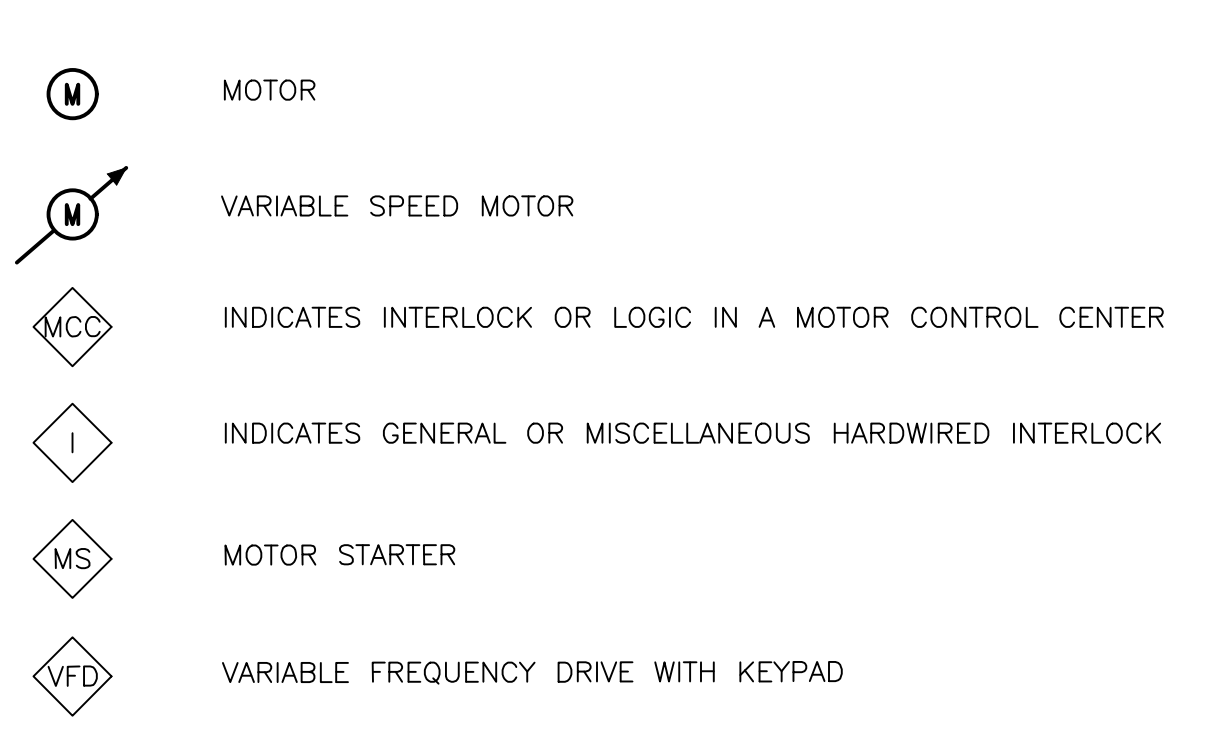 M MOTOR
M VARIABLE SPEED MOTOR
MCC INDICATES INTERLOCK OR LOGIC IN A MOTOR CONTROL CENTER
I INDICATES GENERAL OR MISCELLANEOUS HARDWIRED INTERLOCK
MS MOTOR STARTER
VFD VARIABLE FREQUENCY DRIVE WITH KEYPAD